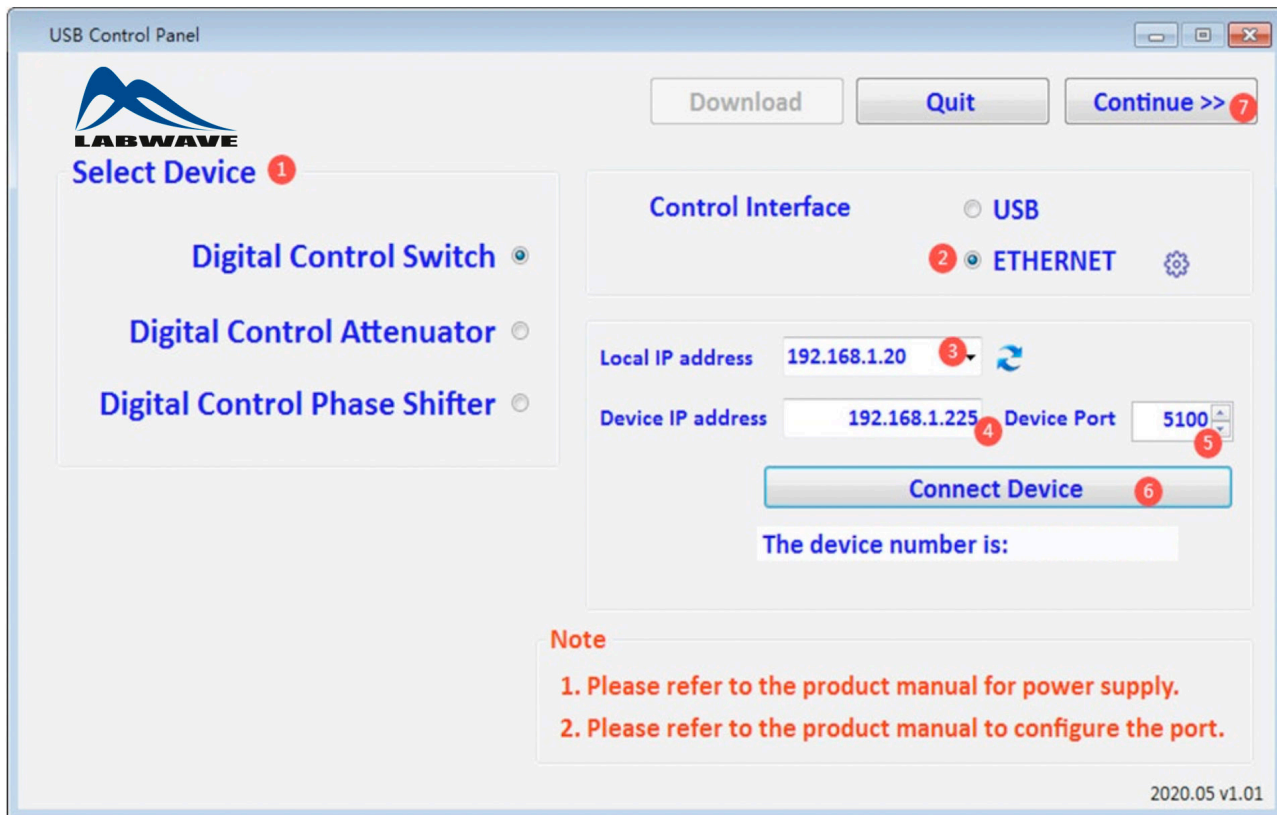 USB Control Panel
LABWAVE
Download
Quit
Continue >> 7
Select Device 1
Digital Control Switch
Digital Control Attenuator
Digital Control Phase Shifter
Control Interface
USB
2 ETHERNET
Local IP address 192.168.1.20 3
Device IP address 192.168.1.225 4 Device Port 5100 5
Connect Device 6
The device number is:
Note
1. Please refer to the product manual for power supply.
2. Please refer to the product manual to configure the port.
2020.05 v1.01